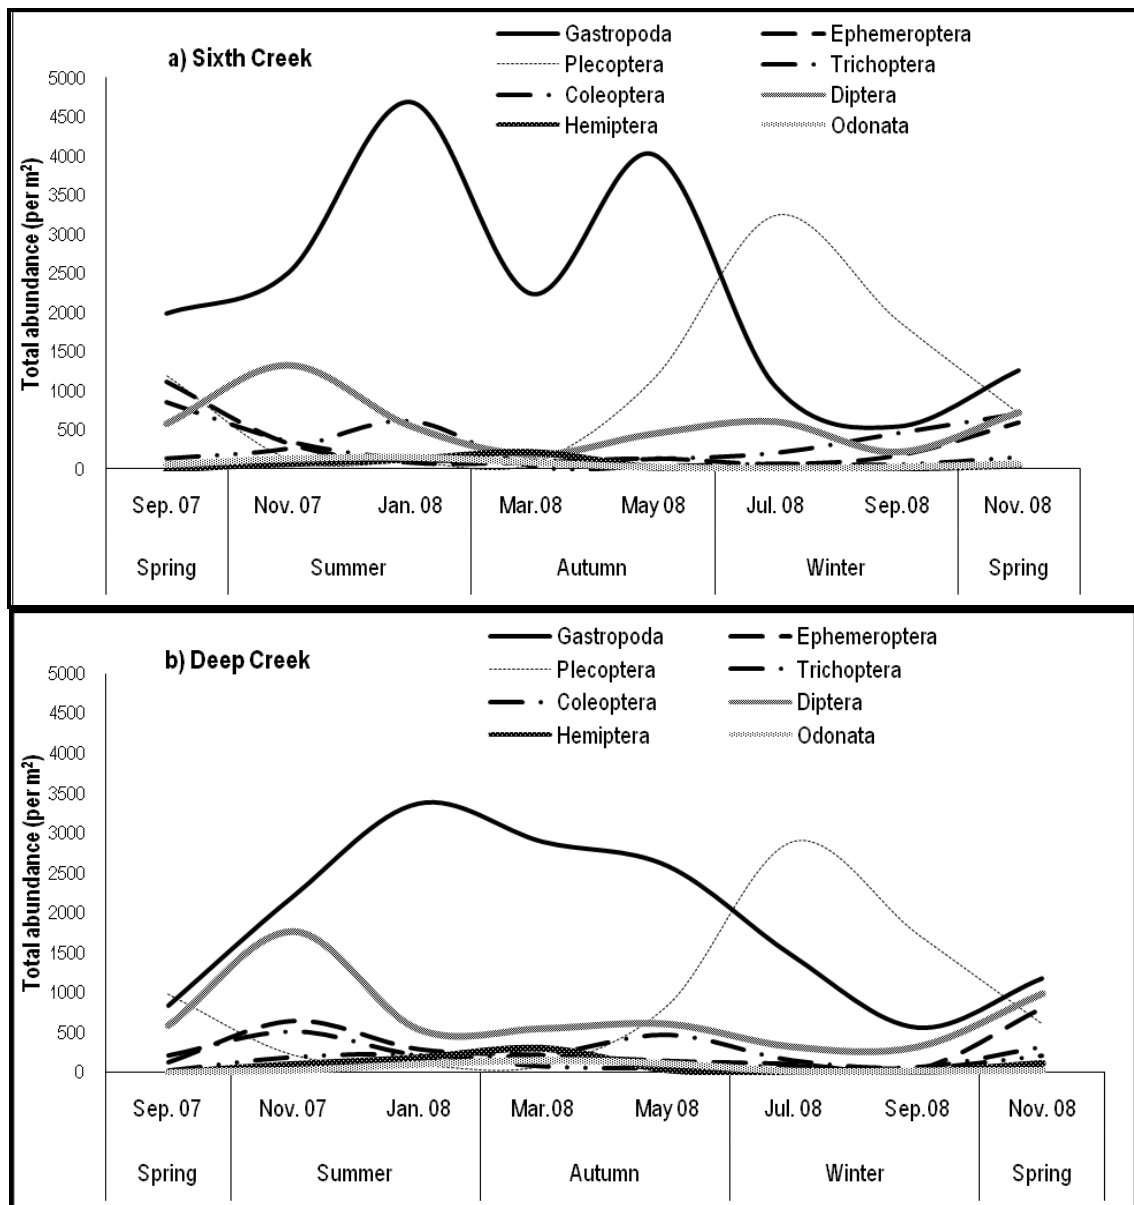 a) Sixth Creek
Gastropoda
Ephemeroptera
Plecoptera
Trichoptera
Coleoptera
Diptera
Hemiptera
Odonata
Total abundance (per m²)
5000
4500
4000
3500
3000
2500
2000
1500
1000
500
0
Sep. 07 Nov. 07 Jan. 08 Mar.08 May 08 Jul. 08 Sep.08 Nov. 08
Spring Summer Autumn Winter Spring
b) Deep Creek
Gastropoda
Ephemeroptera
Plecoptera
Trichoptera
Coleoptera
Diptera
Hemiptera
Odonata
Total abundance (per m²)
5000
4500
4000
3500
3000
2500
2000
1500
1000
500
0
Sep. 07 Nov. 07 Jan. 08 Mar.08 May 08 Jul. 08 Sep.08 Nov. 08
Spring Summer Autumn Winter Spring